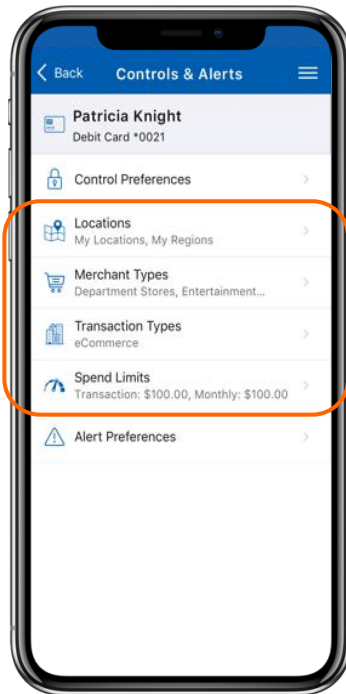 Back
Controls & Alerts
Patricia Knight
Debit Card *0021
Control Preferences
Locations
My Locations, My Regions
Merchant Types
Department Stores, Entertainment...
Transaction Types
eCommerce
Spend Limits
Transaction: $100.00, Monthly: $100.00
Alert Preferences